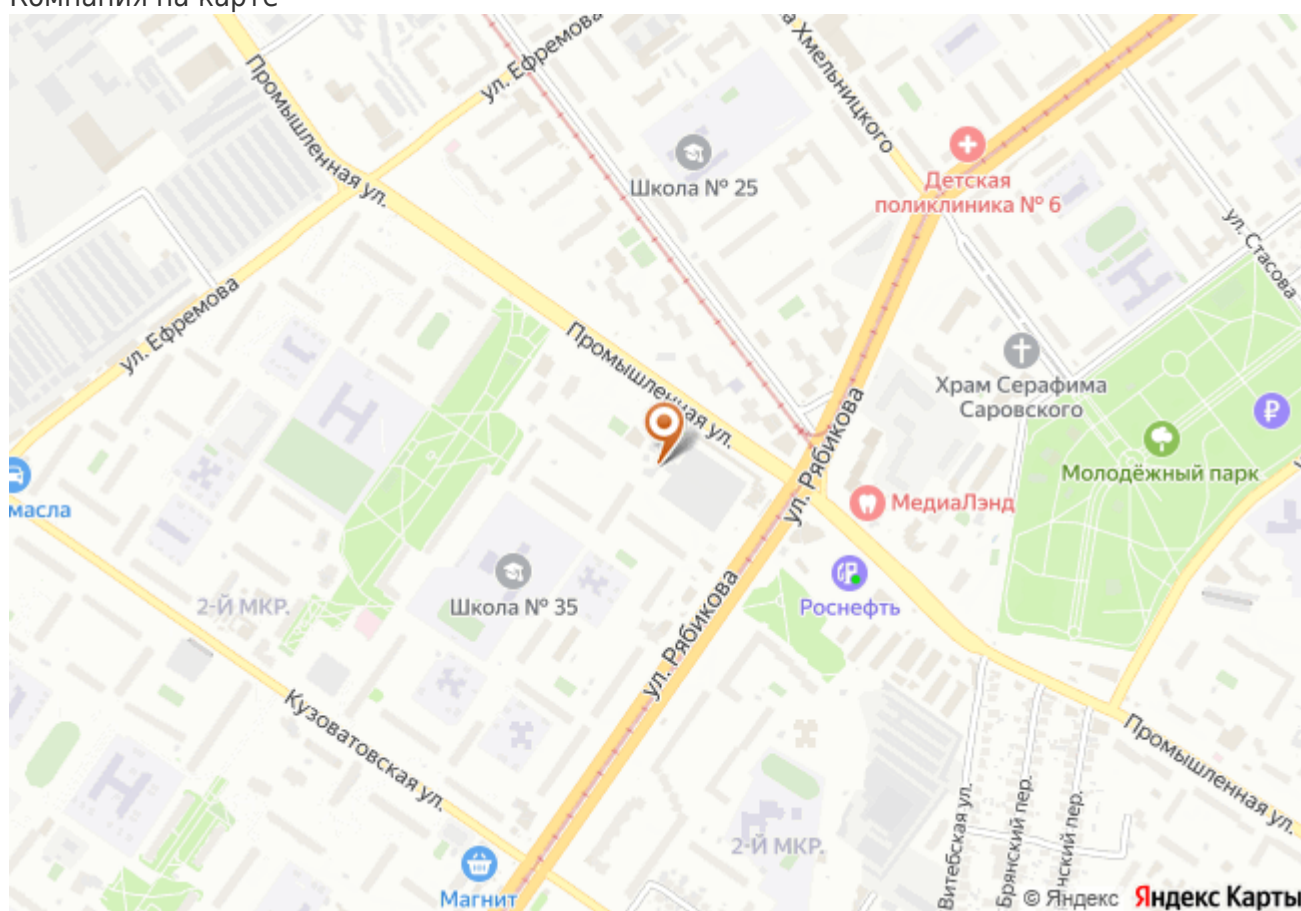 Компания на карте
ул. Ефремова
а Хмельницкого
Промышленная ул.
Школа № 25
Детская
поликлиника № 6
ул. Стасова
ул. Ефремова
Промышленная ул.
Храм Серафима
Саровского
ул. Рябикова
Молодёжный парк
масла
МедиаЛэнд
Школа № 35
2-Й МКР.
Роснефть
ул. Рябикова
Кузоватовская ул.
Промышленная ул.
2-Й МКР.
Витебская ул.
Брянский пер.
нский пер.
Магнит
© Яндекс Яндекс Карты